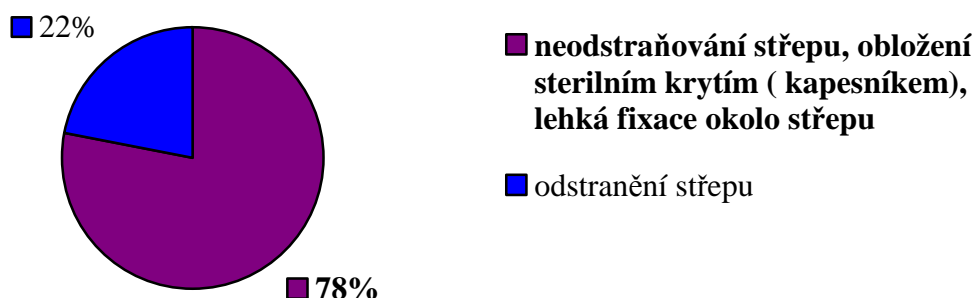 22%
neodstraňování střepu, obložení
sterilním krytím ( kapesníkem),
lehká fixace okolo střepu
odstranění střepu
78%